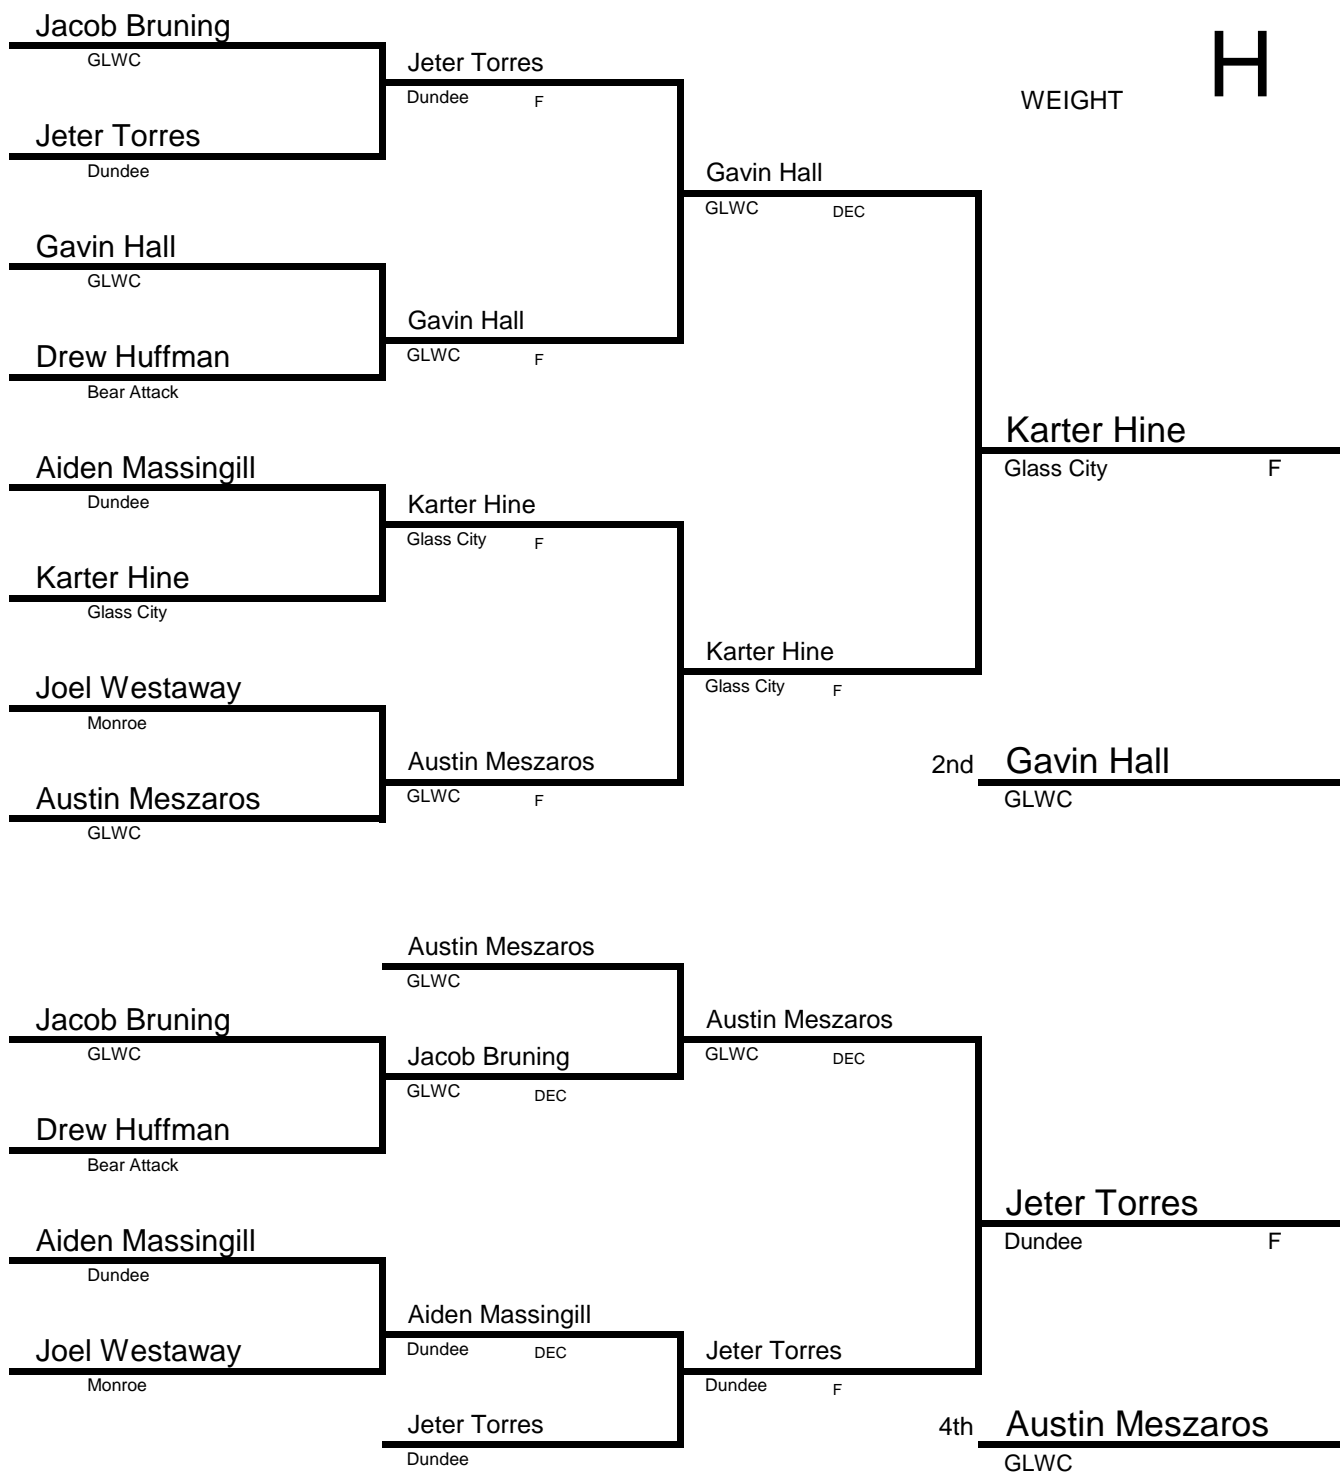 H
WEIGHT
Jacob Bruning
GLWC
Jeter Torres
Dundee F
Jeter Torres
Dundee
Gavin Hall
GLWC DEC
Gavin Hall
GLWC
Gavin Hall
GLWC F
Drew Huffman
Bear Attack
Karter Hine
Glass City F
Aiden Massingill
Dundee
Karter Hine
Glass City F
Karter Hine
Glass City
Karter Hine
Glass City F
Joel Westaway
Monroe
Austin Meszaros
GLWC F
2nd Gavin Hall
GLWC
Austin Meszaros
GLWC
Austin Meszaros
GLWC
Jacob Bruning
GLWC
Austin Meszaros
GLWC DEC
Jacob Bruning
GLWC DEC
Drew Huffman
Bear Attack
Jeter Torres
Dundee F
Aiden Massingill
Dundee
Aiden Massingill
Dundee DEC
Joel Westaway
Monroe
Jeter Torres
Dundee F
Jeter Torres
Dundee
4th Austin Meszaros
GLWC